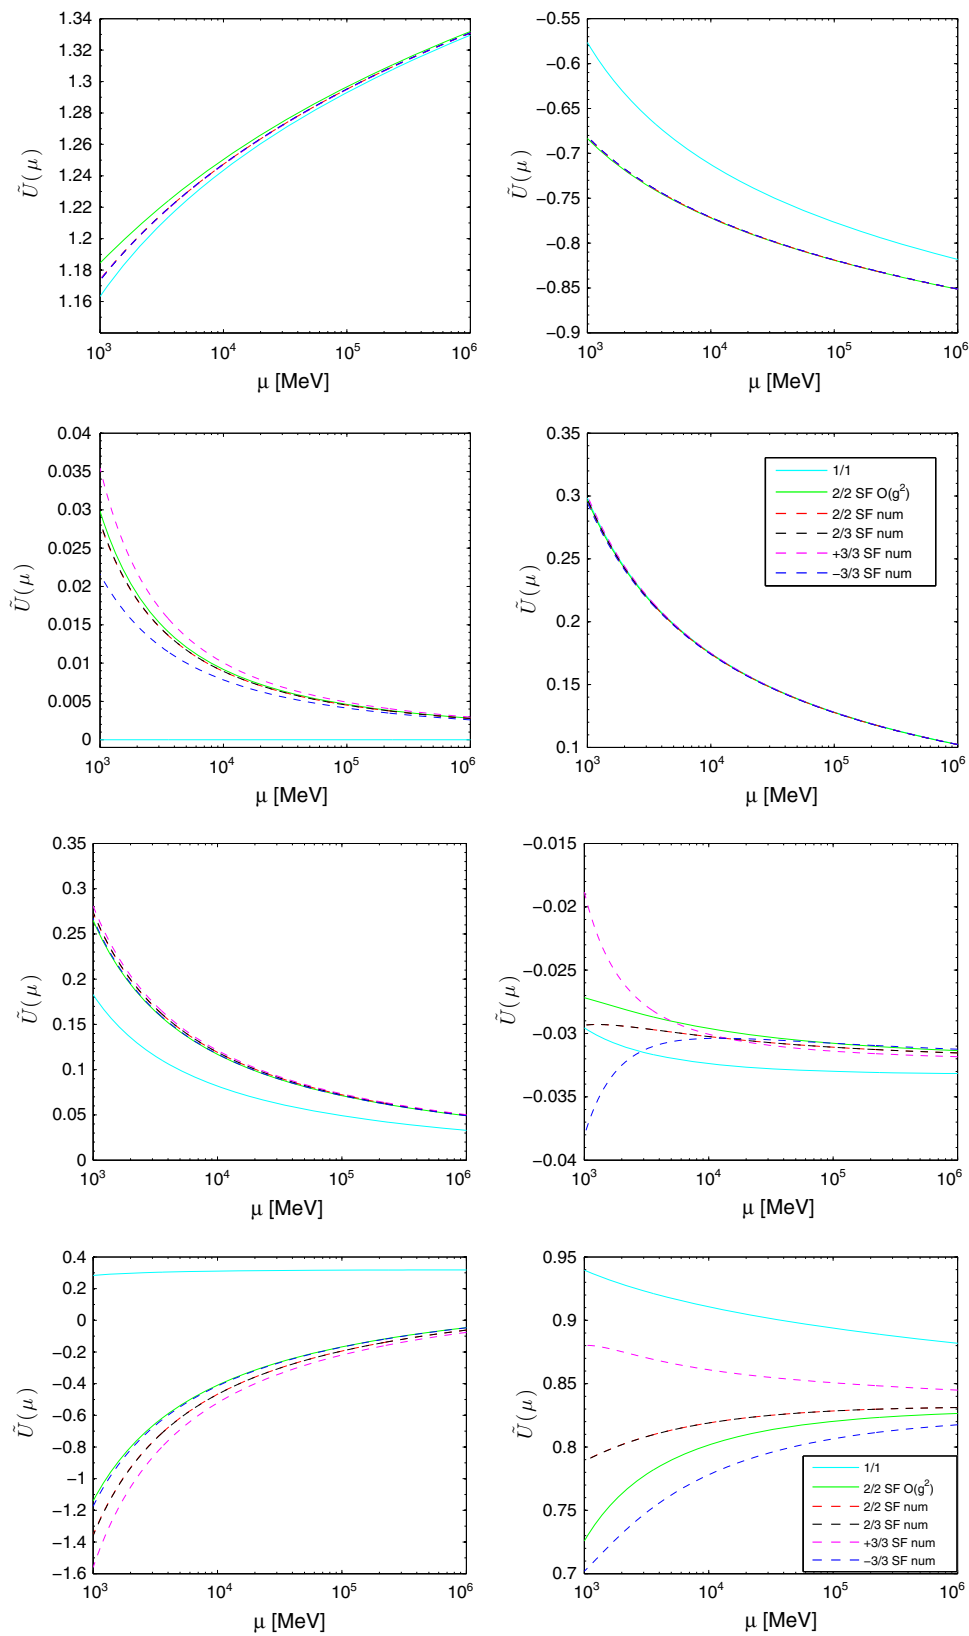 1.34
1.32
1.3
1.28
1.26
1.24
1.22
1.2
1.18
1.16
Ũ(μ)
10³ 10⁴ 10⁵ 10⁶
μ [MeV]
−0.55
−0.6
−0.65
−0.7
−0.75
−0.8
−0.85
−0.9
Ũ(μ)
10³ 10⁴ 10⁵ 10⁶
μ [MeV]
0.04
0.035
0.03
0.025
0.02
0.015
0.01
0.005
0
Ũ(μ)
10³ 10⁴ 10⁵ 10⁶
μ [MeV]
0.35
0.3
0.25
0.2
0.15
0.1
Ũ(μ)
1/1
2/2 SF O(g²)
2/2 SF num
2/3 SF num
+3/3 SF num
−3/3 SF num
10³ 10⁴ 10⁵ 10⁶
μ [MeV]
0.35
0.3
0.25
0.2
0.15
0.1
0.05
0
Ũ(μ)
10³ 10⁴ 10⁵ 10⁶
μ [MeV]
−0.015
−0.02
−0.025
−0.03
−0.035
−0.04
Ũ(μ)
10³ 10⁴ 10⁵ 10⁶
μ [MeV]
0.4
0.2
0
−0.2
−0.4
−0.6
−0.8
−1
−1.2
−1.4
−1.6
Ũ(μ)
10³ 10⁴ 10⁵ 10⁶
μ [MeV]
0.95
0.9
0.85
0.8
0.75
0.7
Ũ(μ)
1/1
2/2 SF O(g²)
2/2 SF num
2/3 SF num
+3/3 SF num
−3/3 SF num
10³ 10⁴ 10⁵ 10⁶
μ [MeV]